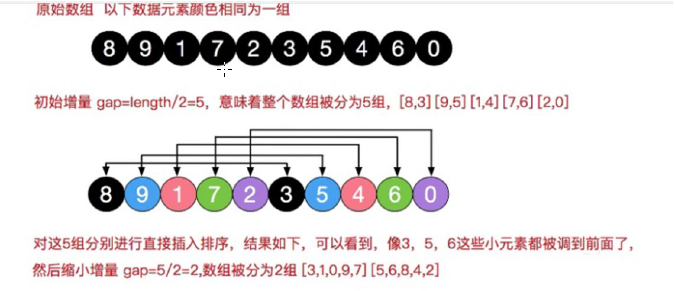 原始数组 以下数据元素颜色相同为一组
8 9 1 7 2 3 5 4 6 0
初始增量 gap=length/2=5，意味着整个数组被分为5组，[8,3] [9,5] [1,4] [7,6] [2,0]
8 9 1 7 2 3 5 4 6 0
对这5组分别进行直接插入排序，结果如下，可以看到，像3，5，6这些小元素都被调到前面了，
然后缩小增量 gap=5/2=2,数组被分为2组 [3,1,0,9,7] [5,6,8,4,2]